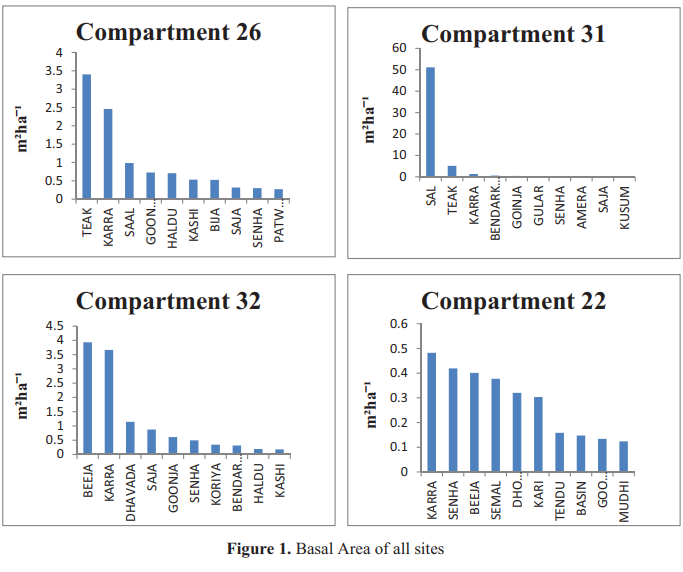 Compartment 26
4
3.5
3
2.5
2
1.5
1
0.5
0
m²ha⁻¹
TEAK
KARRA
SAAL
GOON…
HALDU
KASHI
BIJA
SAJA
SENHA
PATW…
Compartment 31
60
50
40
30
20
10
0
m²ha⁻¹
SAL
TEAK
KARRA
BENDARK…
GOINJA
GULAR
SENHA
AMERA
SAJA
KUSUM
Compartment 32
4.5
4
3.5
3
2.5
2
1.5
1
0.5
0
m²ha⁻¹
BEEJA
KARRA
DHAVADA
SAJA
GOONJA
SENHA
KORIYA
BENDAR…
HALDU
KASHI
Compartment 22
0.6
0.5
0.4
0.3
0.2
0.1
0
m²ha⁻¹
KARRA
SENHA
BEEJA
SEMAL
DHO…
KARI
TENDU
BASIN
GOO…
MUDHI
Figure 1. Basal Area of all sites